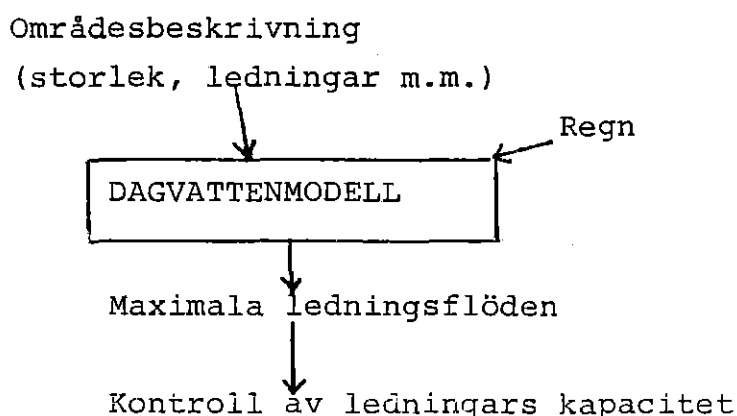 Områdesbeskrivning
(storlek, ledningar m.m.)
Regn
DAGVATTENMODELL
Maximala ledningsflöden
Kontroll av ledningars kapacitet